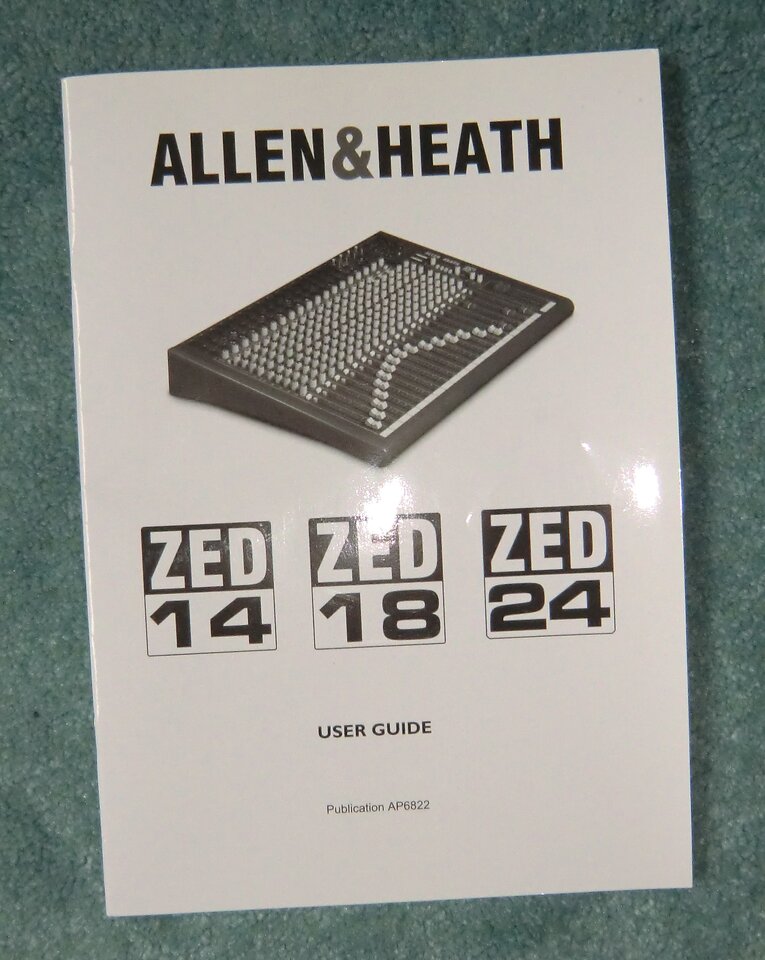 ALLEN&HEATH
ZED ZED ZED
14 18 24
USER GUIDE
Publication AP6822